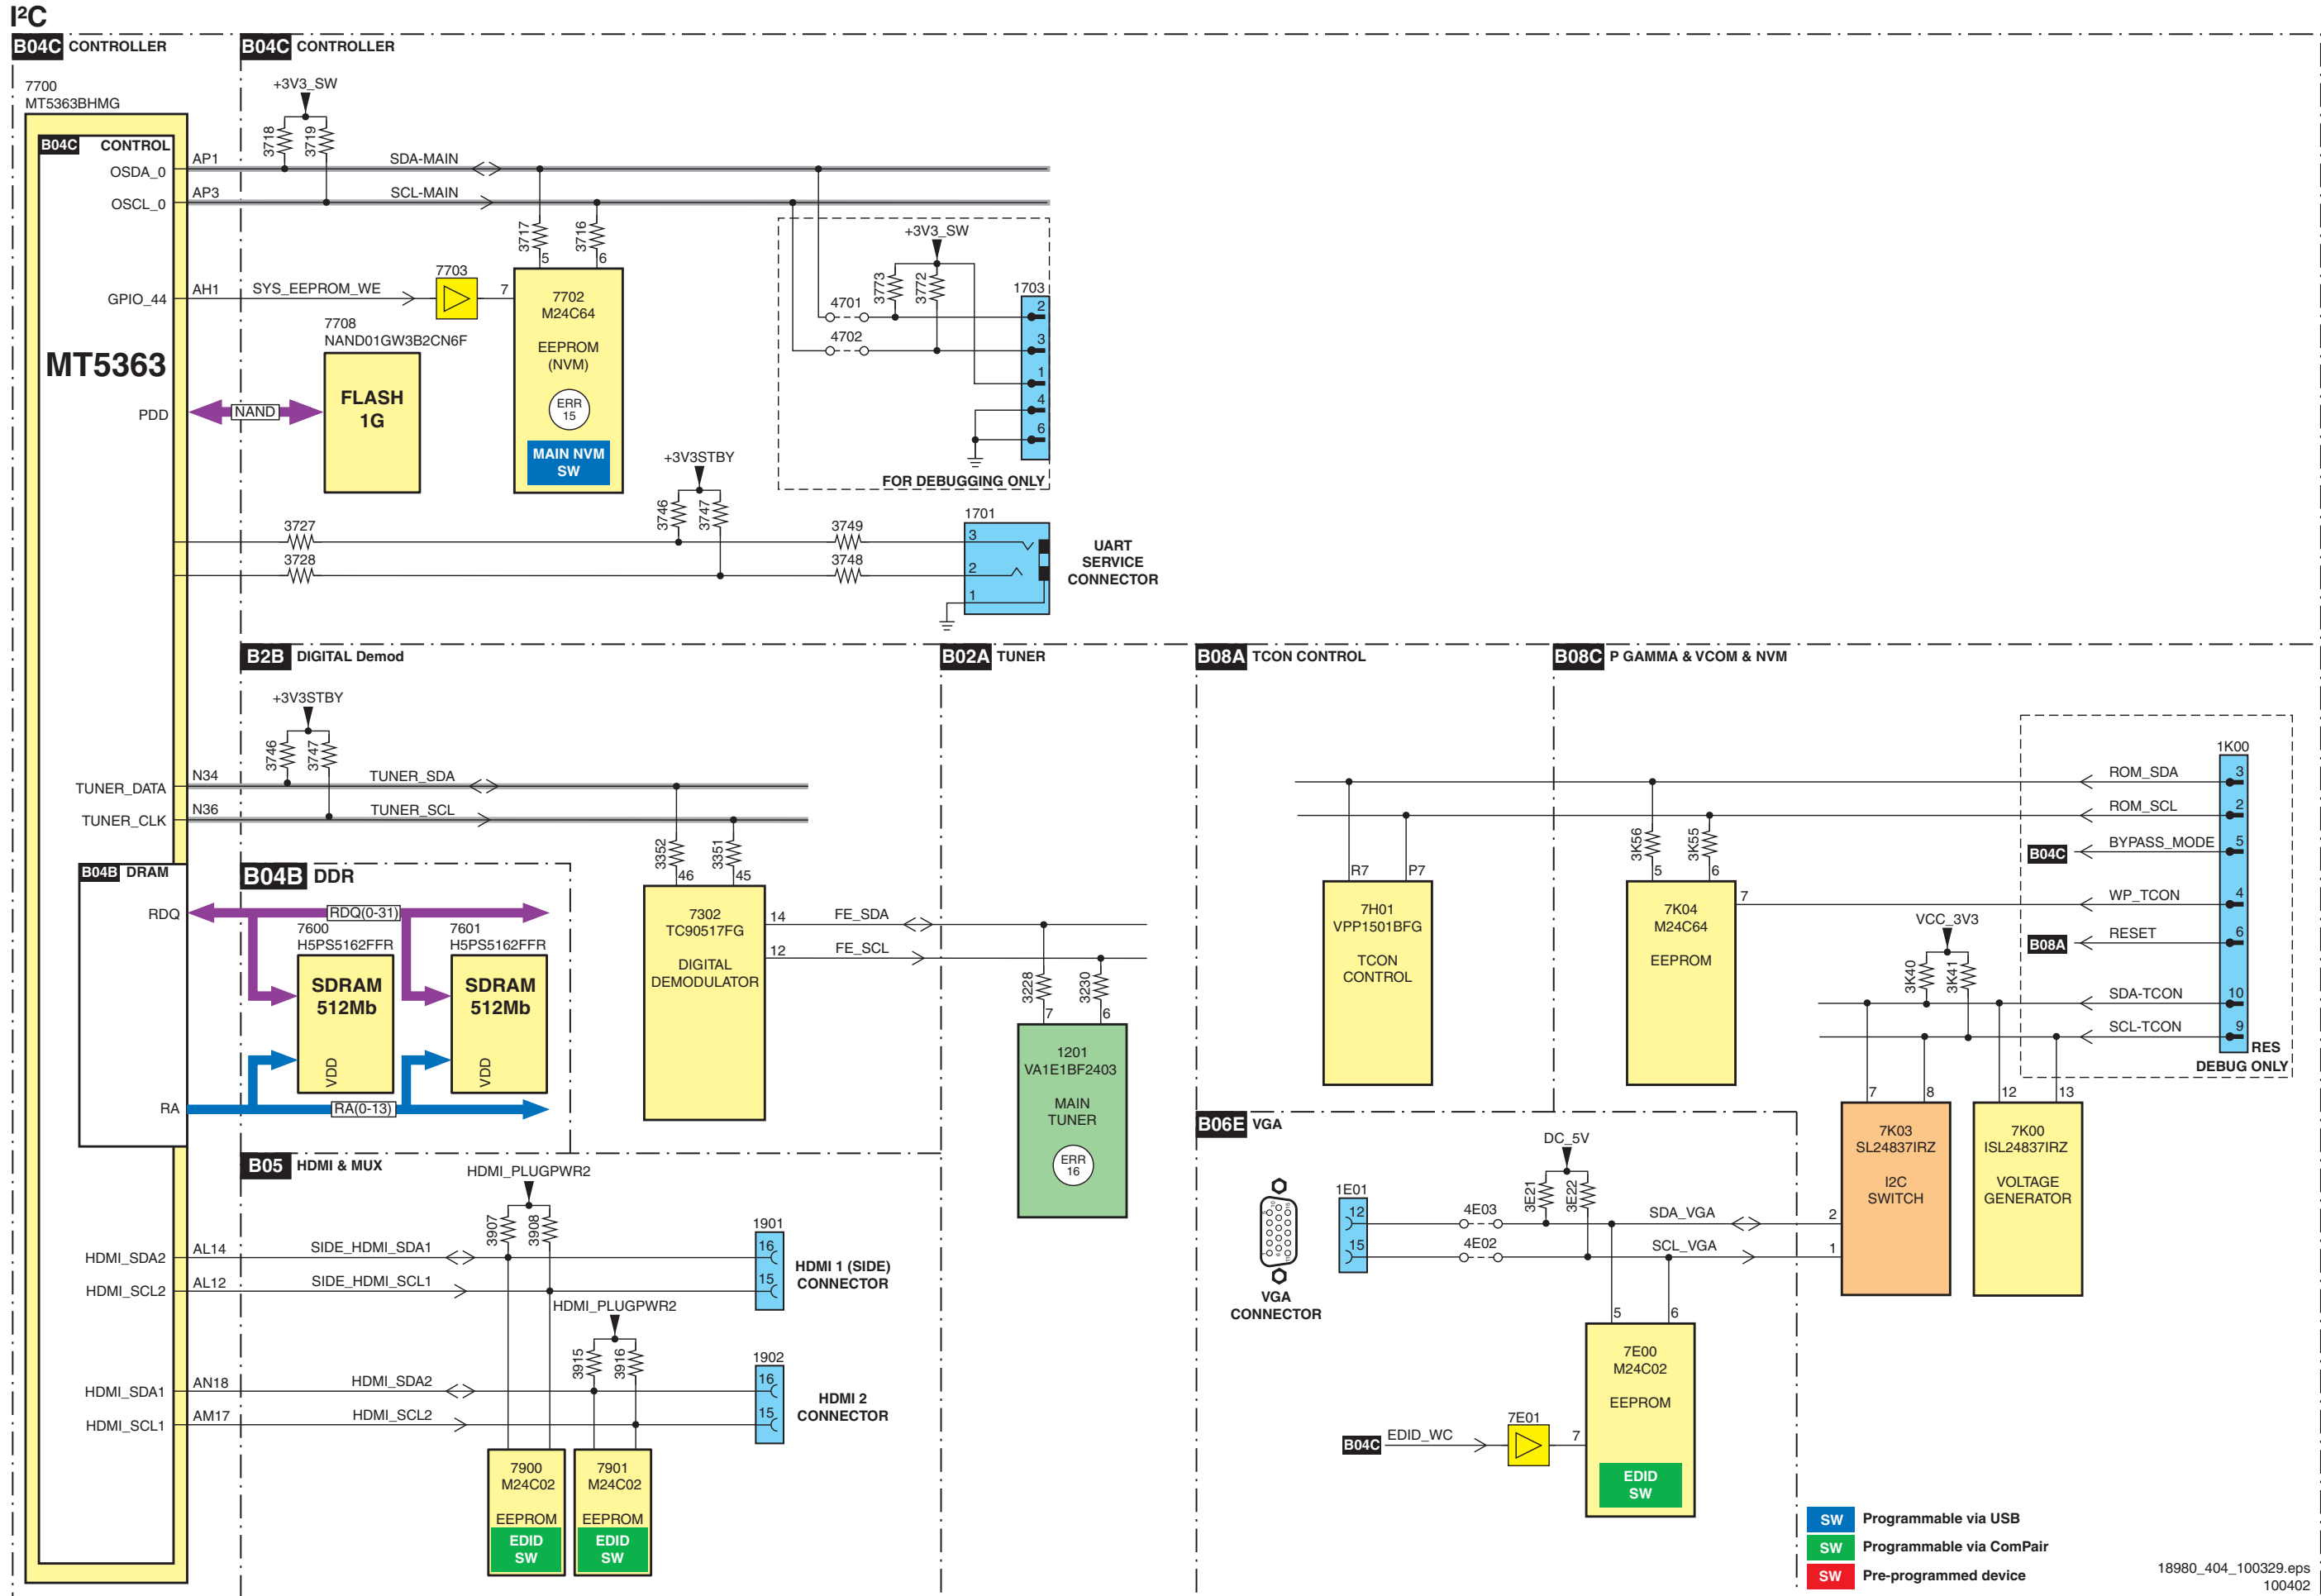 I²C
B04C CONTROLLER
B04C CONTROLLER
7700
MT5363BHMG
B04C CONTROL
MT5363
OSDA_0
OSCL_0
GPIO_44
PDD
AP1
AP3
AH1
+3V3_SW
3718
3719
SDA-MAIN
SCL-MAIN
3717
3716
5
6
SYS_EEPROM_WE
7703
7
7702
M24C64
EEPROM
(NVM)
ERR
15
MAIN NVM
SW
7708
NAND01GW3B2CN6F
NAND
FLASH
1G
+3V3_SW
3773
3772
4701
4702
1703
2
3
1
4
6
FOR DEBUGGING ONLY
+3V3STBY
3746
3747
3727
3728
3749
3748
1701
3
2
1
UART
SERVICE
CONNECTOR
B2B DIGITAL Demod
+3V3STBY
3746
3747
TUNER_DATA
TUNER_CLK
N34
N36
TUNER_SDA
TUNER_SCL
3352
3351
46
45
7302
TC90517FG
DIGITAL
DEMODULATOR
14
12
FE_SDA
FE_SCL
B02A TUNER
3228
3230
7
6
1201
VA1E1BF2403
MAIN
TUNER
ERR
16
B04B DRAM
RDQ
RA
B04B DDR
RDQ(0-31)
7600
H5PS5162FFR
SDRAM
512Mb
VDD
7601
H5PS5162FFR
SDRAM
512Mb
VDD
RA(0-13)
B05 HDMI & MUX
HDMI_PLUGPWR2
3907
3908
HDMI_SDA2
HDMI_SCL2
AL14
AL12
SIDE_HDMI_SDA1
SIDE_HDMI_SCL1
1901
16
15
HDMI 1 (SIDE)
CONNECTOR
HDMI_PLUGPWR2
3915
3916
HDMI_SDA1
HDMI_SCL1
AN18
AM17
HDMI_SDA2
HDMI_SCL2
1902
16
15
HDMI 2
CONNECTOR
7900
M24C02
EEPROM
EDID
SW
7901
M24C02
EEPROM
EDID
SW
B08A TCON CONTROL
R7
P7
7H01
VPP1501BFG
TCON
CONTROL
B08C P GAMMA & VCOM & NVM
3K56
3K55
5
6
7
7K04
M24C64
EEPROM
1K00
ROM_SDA
3
ROM_SCL
2
B04C
BYPASS_MODE
5
WP_TCON
4
B08A
RESET
6
VCC_3V3
3K40
3K41
SDA-TCON
10
SCL-TCON
9
RES
DEBUG ONLY
7
8
7K03
SL24837IRZ
I2C
SWITCH
2
1
12
13
7K00
ISL24837IRZ
VOLTAGE
GENERATOR
B06E VGA
DC_5V
3E21
3E22
1E01
12
15
4E03
4E02
SDA_VGA
SCL_VGA
VGA
CONNECTOR
5
6
7E00
M24C02
EEPROM
EDID
SW
B04C
EDID_WC
7E01
7
SW Programmable via USB
SW Programmable via ComPair
SW Pre-programmed device
18980_404_100329.eps
100402